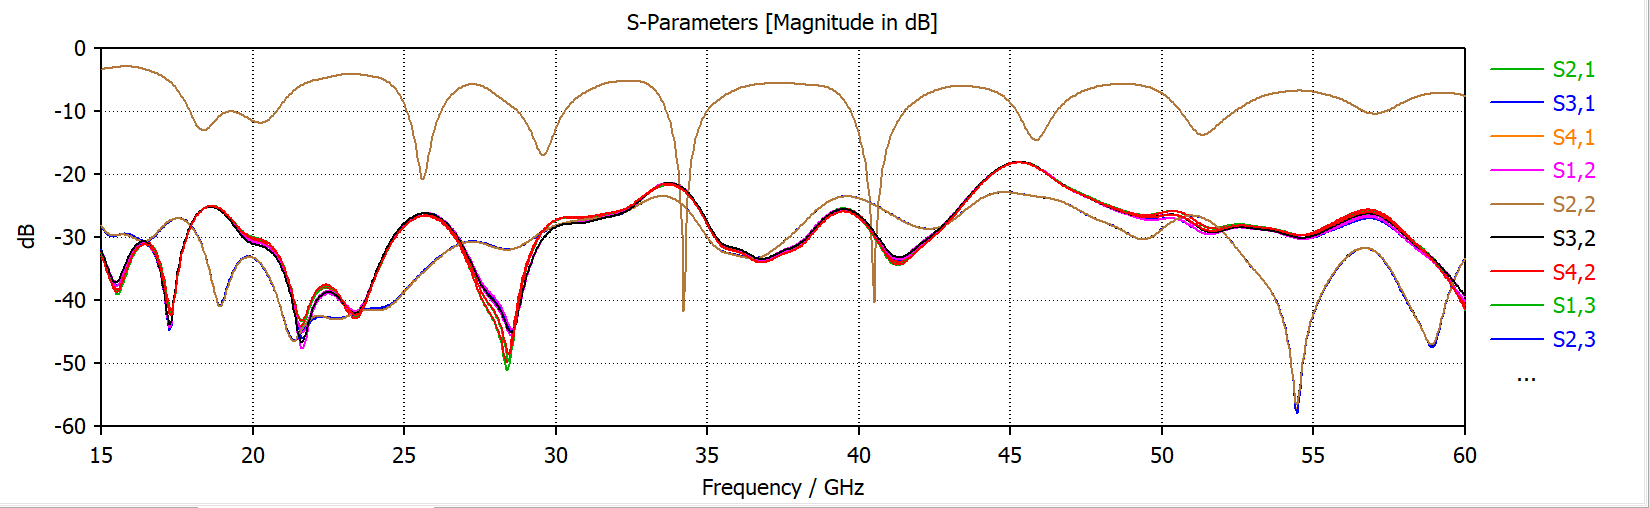 S-Parameters [Magnitude in dB]
0
-10
-20
-30
-40
-50
-60
dB
15 20 25 30 35 40 45 50 55 60
Frequency / GHz
S2,1
S3,1
S4,1
S1,2
S2,2
S3,2
S4,2
S1,3
S2,3
...